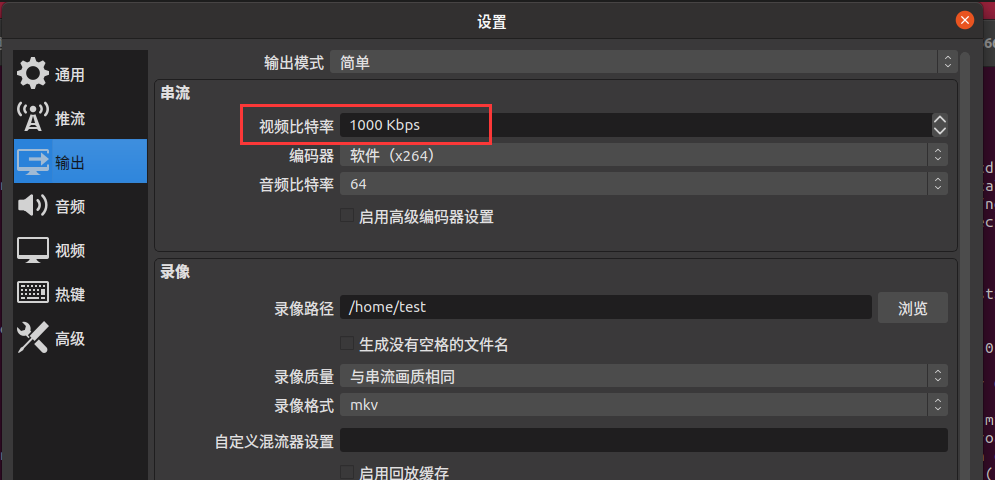 设置
通用
推流
输出
音频
视频
热键
高级
输出模式 简单
串流
视频比特率 1000 Kbps
编码器 软件（x264）
音频比特率 64
启用高级编码器设置
录像
录像路径 /home/test 浏览
生成没有空格的文件名
录像质量 与串流画质相同
录像格式 mkv
自定义混流器设置
启用回放缓存